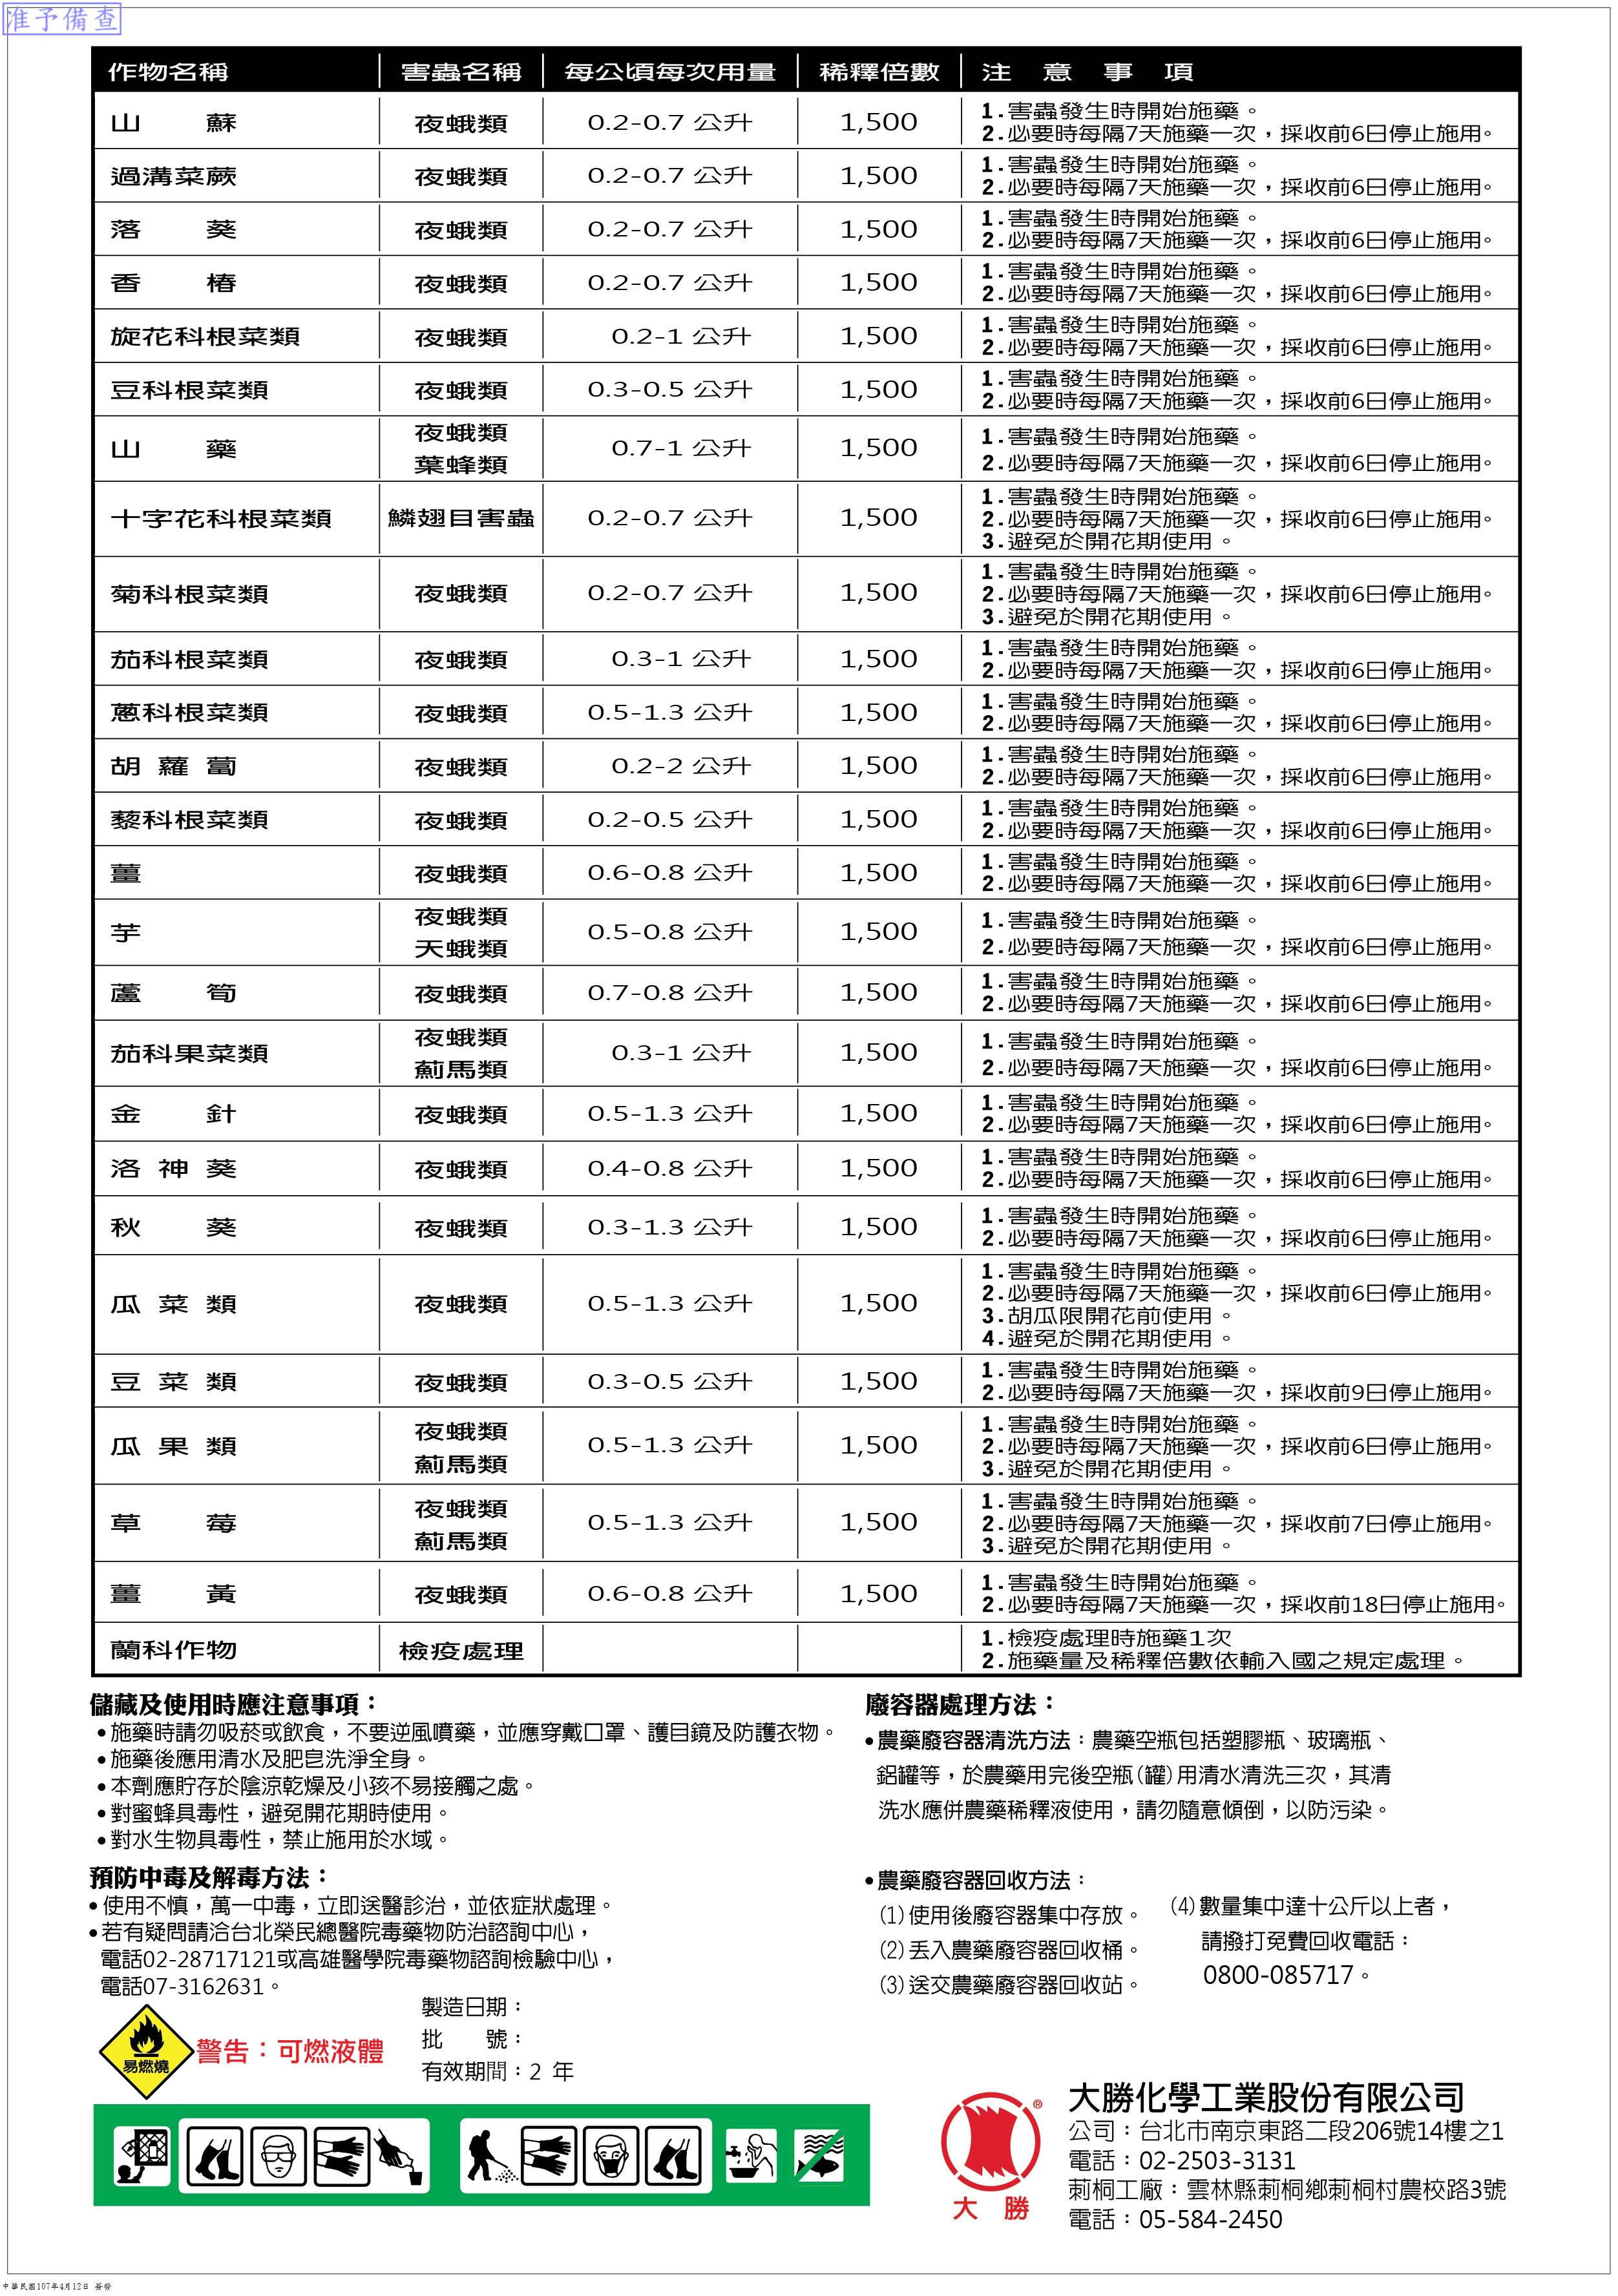 准予備查
作物名稱 害蟲名稱 每公頃每次用量 稀釋倍數 注意事項
山蘇 夜蛾類 0.2-0.7 公升 1,500 1.害蟲發生時開始施藥。
2.必要時每隔7天施藥一次，採收前6日停止施用。
過溝菜蕨 夜蛾類 0.2-0.7 公升 1,500 1.害蟲發生時開始施藥。
2.必要時每隔7天施藥一次，採收前6日停止施用。
落葵 夜蛾類 0.2-0.7 公升 1,500 1.害蟲發生時開始施藥。
2.必要時每隔7天施藥一次，採收前6日停止施用。
香椿 夜蛾類 0.2-0.7 公升 1,500 1.害蟲發生時開始施藥。
2.必要時每隔7天施藥一次，採收前6日停止施用。
旋花科根菜類 夜蛾類 0.2-1 公升 1,500 1.害蟲發生時開始施藥。
2.必要時每隔7天施藥一次，採收前6日停止施用。
豆科根菜類 夜蛾類 0.3-0.5 公升 1,500 1.害蟲發生時開始施藥。
2.必要時每隔7天施藥一次，採收前6日停止施用。
山藥 夜蛾類 葉蜂類 0.7-1 公升 1,500 1.害蟲發生時開始施藥。
2.必要時每隔7天施藥一次，採收前6日停止施用。
十字花科根菜類 鱗翅目害蟲 0.2-0.7 公升 1,500 1.害蟲發生時開始施藥。
2.必要時每隔7天施藥一次，採收前6日停止施用。
3.避免於開花期使用。
菊科根菜類 夜蛾類 0.2-0.7 公升 1,500 1.害蟲發生時開始施藥。
2.必要時每隔7天施藥一次，採收前6日停止施用。
3.避免於開花期使用。
茄科根菜類 夜蛾類 0.3-1 公升 1,500 1.害蟲發生時開始施藥。
2.必要時每隔7天施藥一次，採收前6日停止施用。
蔥科根菜類 夜蛾類 0.5-1.3 公升 1,500 1.害蟲發生時開始施藥。
2.必要時每隔7天施藥一次，採收前6日停止施用。
胡蘿蔔 夜蛾類 0.2-2 公升 1,500 1.害蟲發生時開始施藥。
2.必要時每隔7天施藥一次，採收前6日停止施用。
藜科根菜類 夜蛾類 0.2-0.5 公升 1,500 1.害蟲發生時開始施藥。
2.必要時每隔7天施藥一次，採收前6日停止施用。
薑 夜蛾類 0.6-0.8 公升 1,500 1.害蟲發生時開始施藥。
2.必要時每隔7天施藥一次，採收前6日停止施用。
芋 夜蛾類 天蛾類 0.5-0.8 公升 1,500 1.害蟲發生時開始施藥。
2.必要時每隔7天施藥一次，採收前6日停止施用。
蘆筍 夜蛾類 0.7-0.8 公升 1,500 1.害蟲發生時開始施藥。
2.必要時每隔7天施藥一次，採收前6日停止施用。
茄科果菜類 夜蛾類 薊馬類 0.3-1 公升 1,500 1.害蟲發生時開始施藥。
2.必要時每隔7天施藥一次，採收前6日停止施用。
金針 夜蛾類 0.5-1.3 公升 1,500 1.害蟲發生時開始施藥。
2.必要時每隔7天施藥一次，採收前6日停止施用。
洛神葵 夜蛾類 0.4-0.8 公升 1,500 1.害蟲發生時開始施藥。
2.必要時每隔7天施藥一次，採收前6日停止施用。
秋葵 夜蛾類 0.3-1.3 公升 1,500 1.害蟲發生時開始施藥。
2.必要時每隔7天施藥一次，採收前6日停止施用。
瓜菜類 夜蛾類 0.5-1.3 公升 1,500 1.害蟲發生時開始施藥。
2.必要時每隔7天施藥一次，採收前6日停止施用。
3.胡瓜限開花前使用。
4.避免於開花期使用。
豆菜類 夜蛾類 0.3-0.5 公升 1,500 1.害蟲發生時開始施藥。
2.必要時每隔7天施藥一次，採收前9日停止施用。
瓜果類 夜蛾類 薊馬類 0.5-1.3 公升 1,500 1.害蟲發生時開始施藥。
2.必要時每隔7天施藥一次，採收前6日停止施用。
3.避免於開花期使用。
草莓 夜蛾類 薊馬類 0.5-1.3 公升 1,500 1.害蟲發生時開始施藥。
2.必要時每隔7天施藥一次，採收前7日停止施用。
3.避免於開花期使用。
薑黃 夜蛾類 0.6-0.8 公升 1,500 1.害蟲發生時開始施藥。
2.必要時每隔7天施藥一次，採收前18日停止施用。
蘭科作物 檢疫處理 1.檢疫處理時施藥1次
2.施藥量及稀釋倍數依輸入國之規定處理。
儲藏及使用時應注意事項：
•施藥時請勿吸菸或飲食，不要逆風噴藥，並應穿戴口罩、護目鏡及防護衣物。
•施藥後應用清水及肥皂洗淨全身。
•本劑應貯存於陰涼乾燥及小孩不易接觸之處。
•對蜜蜂具毒性，避免開花期時使用。
•對水生物具毒性，禁止施用於水域。
預防中毒及解毒方法：
•使用不慎，萬一中毒，立即送醫診治，並依症狀處理。
•若有疑問請洽台北榮民總醫院毒藥物防治諮詢中心，
電話02-28717121或高雄醫學院毒藥物諮詢檢驗中心，
電話07-3162631。
廢容器處理方法：
•農藥廢容器清洗方法：農藥空瓶包括塑膠瓶、玻璃瓶、
鋁罐等，於農藥用完後空瓶(罐)用清水清洗三次，其清
洗水應併農藥稀釋液使用，請勿隨意傾倒，以防污染。
•農藥廢容器回收方法：
(1)使用後廢容器集中存放。
(2)丟入農藥廢容器回收桶。
(3)送交農藥廢容器回收站。
(4)數量集中達十公斤以上者，
請撥打免費回收電話：
0800-085717。
易燃燒
警告：可燃液體
製造日期：
批　　號：
有效期間：2 年
®
大勝
大勝化學工業股份有限公司
公司：台北市南京東路二段206號14樓之1
電話：02-2503-3131
莿桐工廠：雲林縣莿桐鄉莿桐村農校路3號
電話：05-584-2450
中華民國107年4月12日 簽發